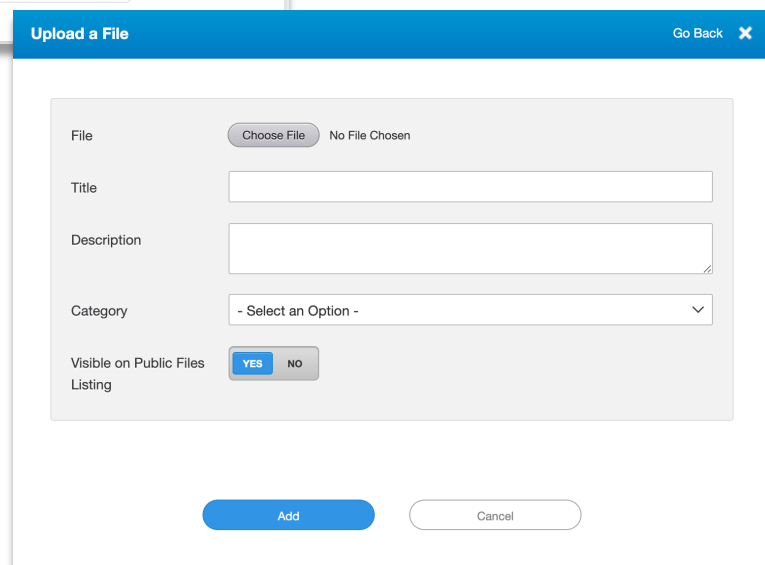 Upload a File
Go Back
File
Choose File
No File Chosen
Title
Description
Category
- Select an Option -
Visible on Public Files
Listing
YES
NO
Add
Cancel